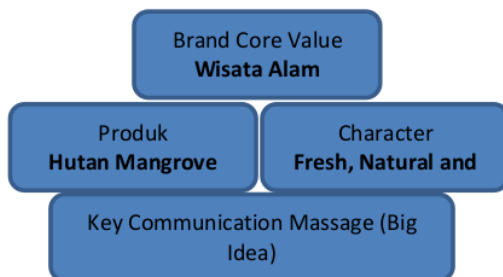 Brand Core Value
Wisata Alam
Produk
Hutan Mangrove
Character
Fresh, Natural and
Key Communication Massage (Big
Idea)